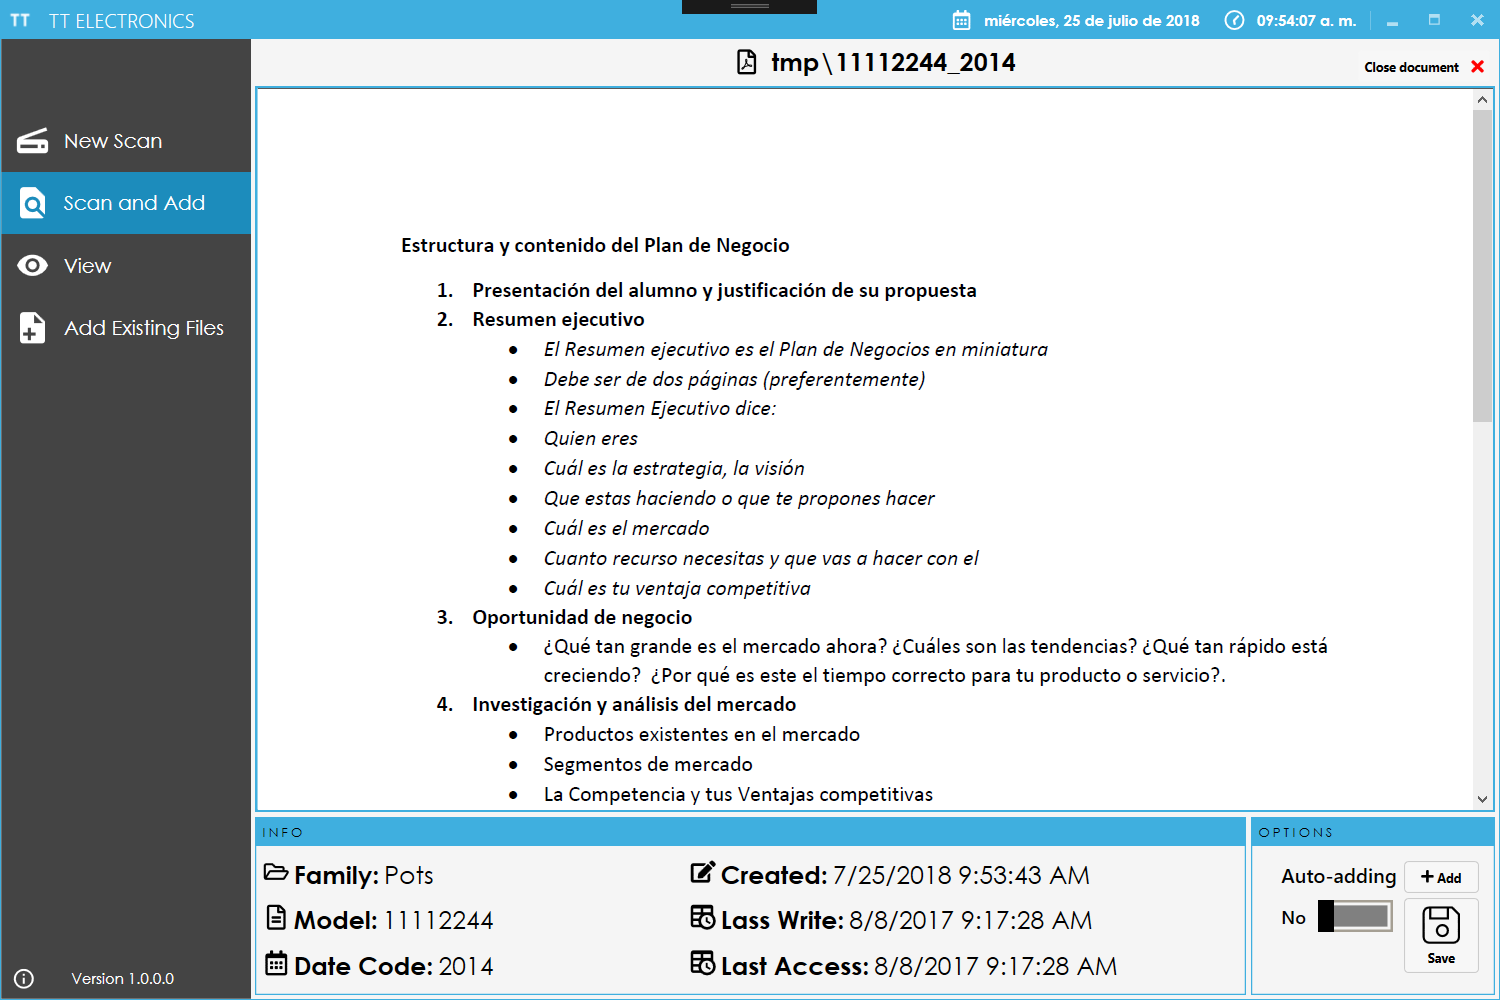 TT TT ELECTRONICS
miércoles, 25 de julio de 2018 09:54:07 a. m.
tmp\11112244_2014
Close document
New Scan
Scan and Add
View
Add Existing Files
Version 1.0.0.0
Estructura y contenido del Plan de Negocio
1. Presentación del alumno y justificación de su propuesta
2. Resumen ejecutivo
• El Resumen ejecutivo es el Plan de Negocios en miniatura
• Debe ser de dos páginas (preferentemente)
• El Resumen Ejecutivo dice:
• Quien eres
• Cuál es la estrategia, la visión
• Que estas haciendo o que te propones hacer
• Cuál es el mercado
• Cuanto recurso necesitas y que vas a hacer con el
• Cuál es tu ventaja competitiva
3. Oportunidad de negocio
• ¿Qué tan grande es el mercado ahora? ¿Cuáles son las tendencias? ¿Qué tan rápido está
creciendo? ¿Por qué es este el tiempo correcto para tu producto o servicio?.
4. Investigación y análisis del mercado
• Productos existentes en el mercado
• Segmentos de mercado
• La Competencia y tus Ventajas competitivas
INFO
Family: Pots
Model: 11112244
Date Code: 2014
Created: 7/25/2018 9:53:43 AM
Lass Write: 8/8/2017 9:17:28 AM
Last Access: 8/8/2017 9:17:28 AM
OPTIONS
Auto-adding
No
+ Add
Save